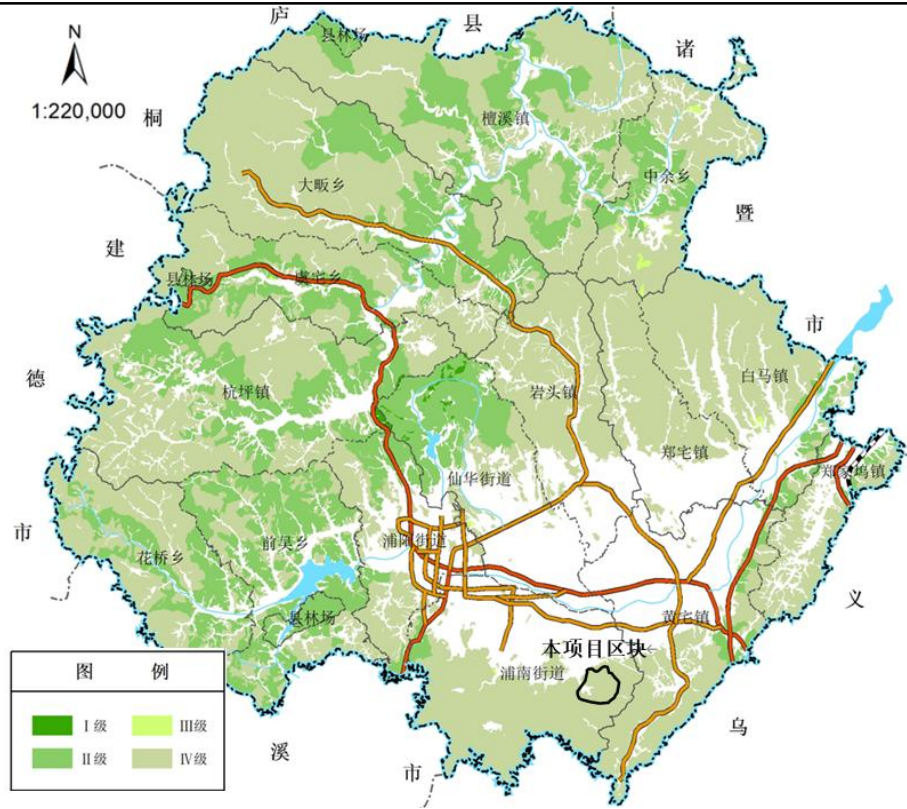 庐 县
N
县林场
诸
1:220,000
桐
檀溪镇
大畈乡
中余乡
暨
建
县林场
虞宅乡
市
德
杭坪镇
岩头镇
白马镇
郑宅镇
郑家坞镇
仙华街道
市
花桥乡
前吴乡
浦阳街道
义
县林场
黄宅镇
本项目区块
浦南街道
图 例
I级
III级
II级
IV级
溪
市
乌